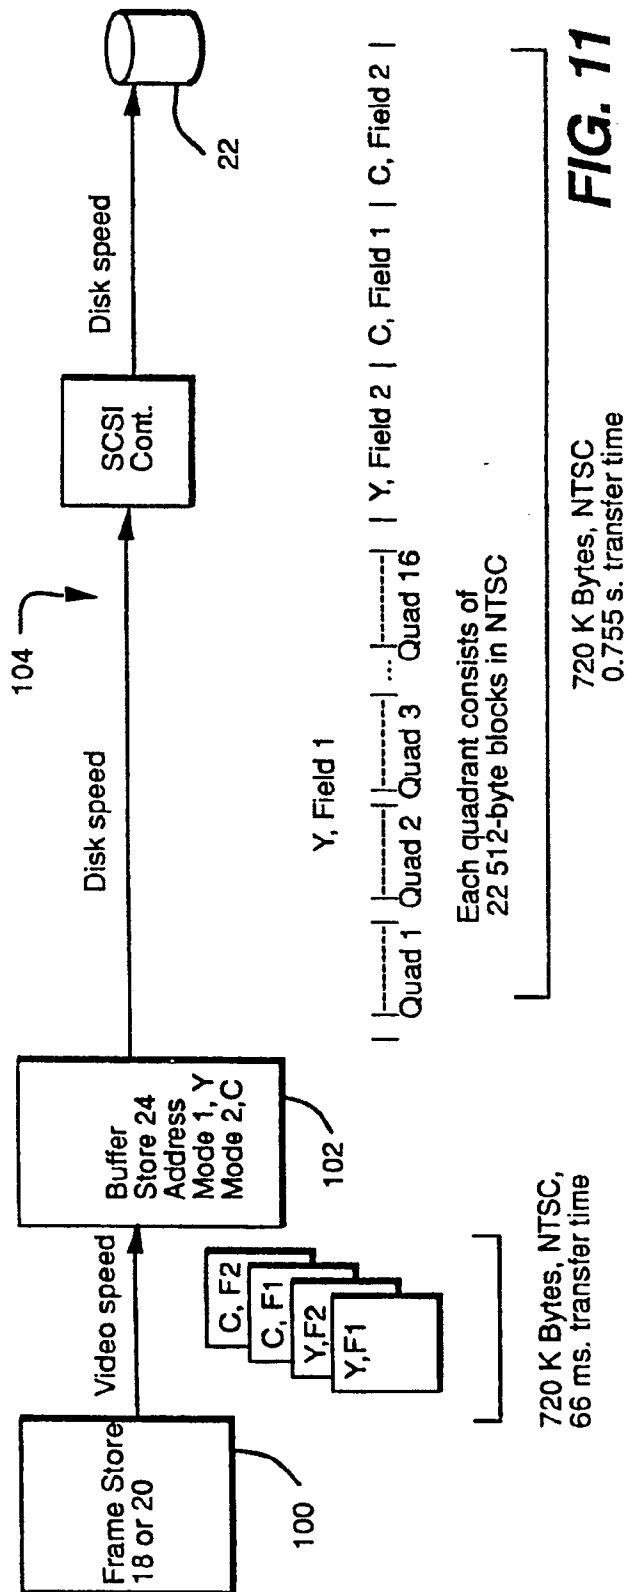 Frame Store
18 or 20
100
Video speed
Buffer
Store 24
Address
Mode 1, Y
Mode 2,C
102
Disk speed
104
SCSI
Cont.
Disk speed
22
C, F2
C, F1
Y,F2
Y,F1
720 K Bytes, NTSC,
66 ms. transfer time
Y, Field 1
| Y, Field 2 | C, Field 1 | C, Field 2 |
Quad 1 Quad 2 Quad 3 ... Quad 16
Each quadrant consists of
22 512-byte blocks in NTSC
720 K Bytes, NTSC
0.755 s. transfer time
FIG. 11